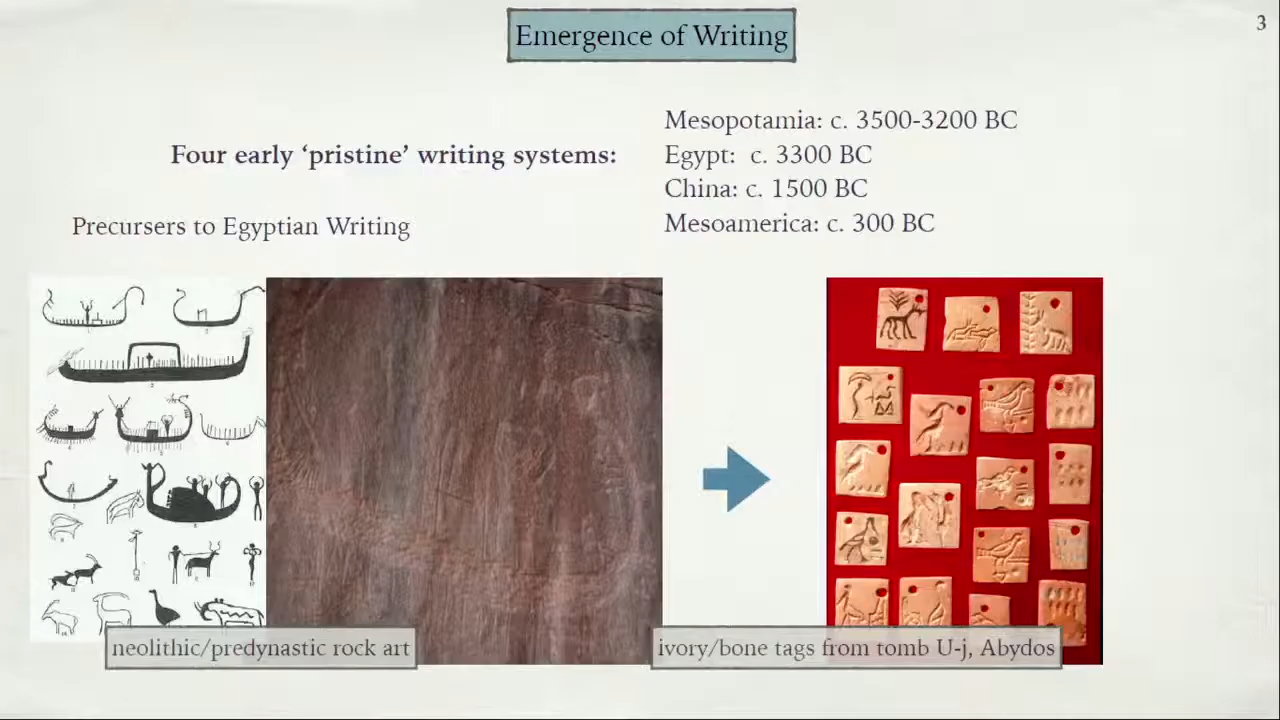 Emergence of Writing
3
Four early ‘pristine’ writing systems:
Mesopotamia: c. 3500-3200 BC
Egypt: c. 3300 BC
China: c. 1500 BC
Mesoamerica: c. 300 BC
Precursers to Egyptian Writing
neolithic/predynastic rock art
ivory/bone tags from tomb U-j, Abydos